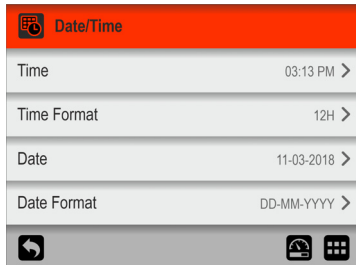 Date/Time
Time 03:13 PM
Time Format 12H
Date 11-03-2018
Date Format DD-MM-YYYY